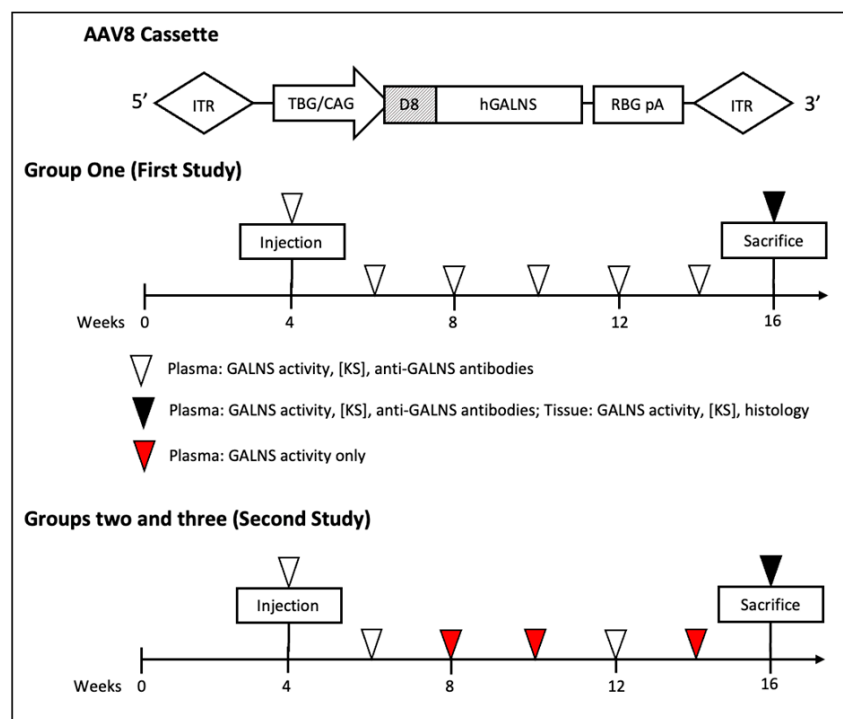 AAV8 Cassette
5’ ITR TBG/CAG D8 hGALNS RBG pA ITR 3’
Group One (First Study)
Injection Sacrifice
Weeks 0 4 8 12 16
Plasma: GALNS activity, [KS], anti-GALNS antibodies
Plasma: GALNS activity, [KS], anti-GALNS antibodies; Tissue: GALNS activity, [KS], histology
Plasma: GALNS activity only
Groups two and three (Second Study)
Injection Sacrifice
Weeks 0 4 8 12 16